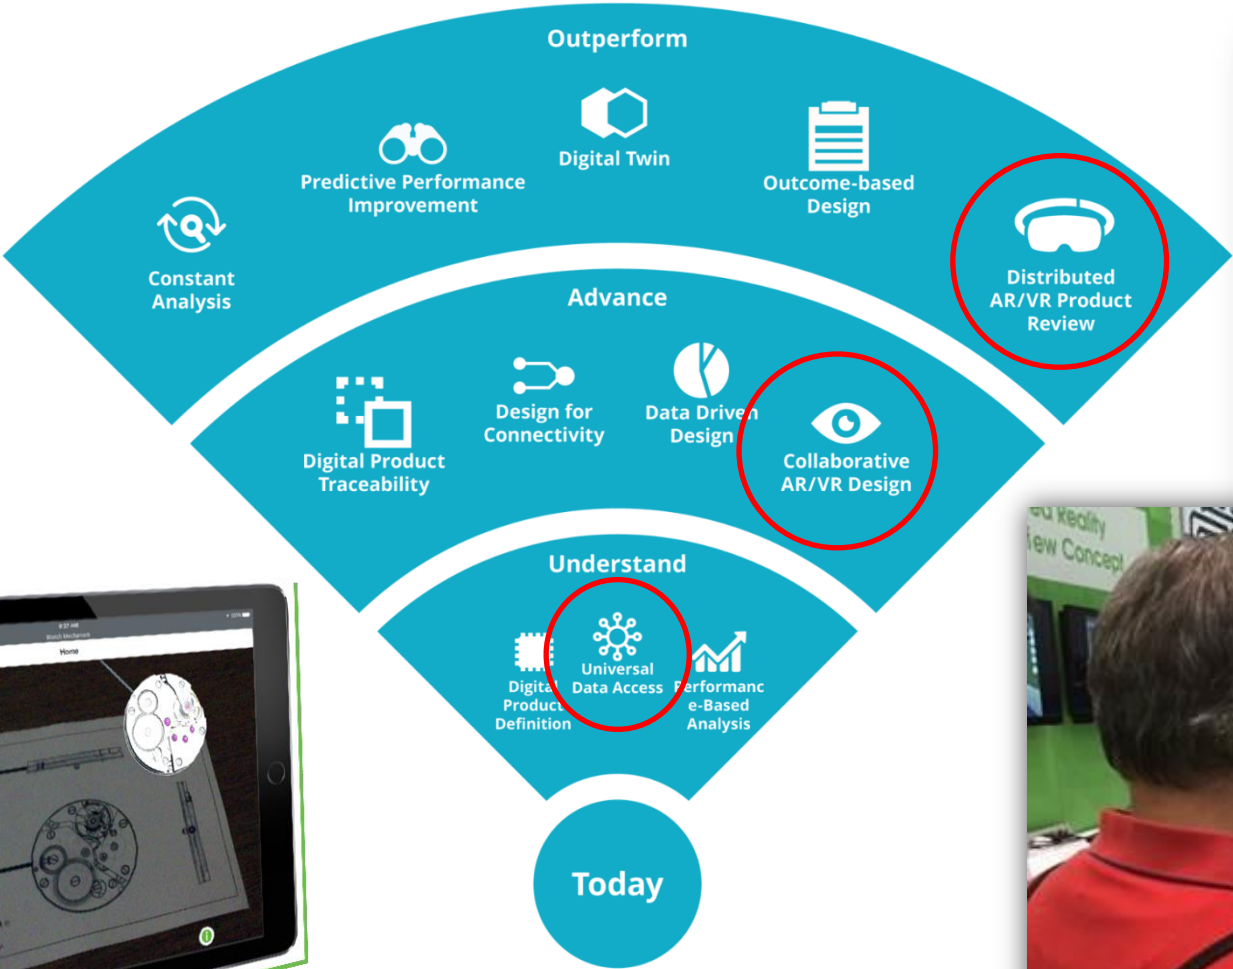 Outperform
Digital Twin
Predictive Performance
Improvement
Outcome-based
Design
Constant
Analysis
Distributed
AR/VR Product
Review
Advance
Design for
Connectivity
Data Driven
Design
Digital Product
Traceability
Collaborative
AR/VR Design
Understand
Digital
Product
Definition
Universal
Data Access
Performanc
e-Based
Analysis
Today
Home
Reality
iew Concept